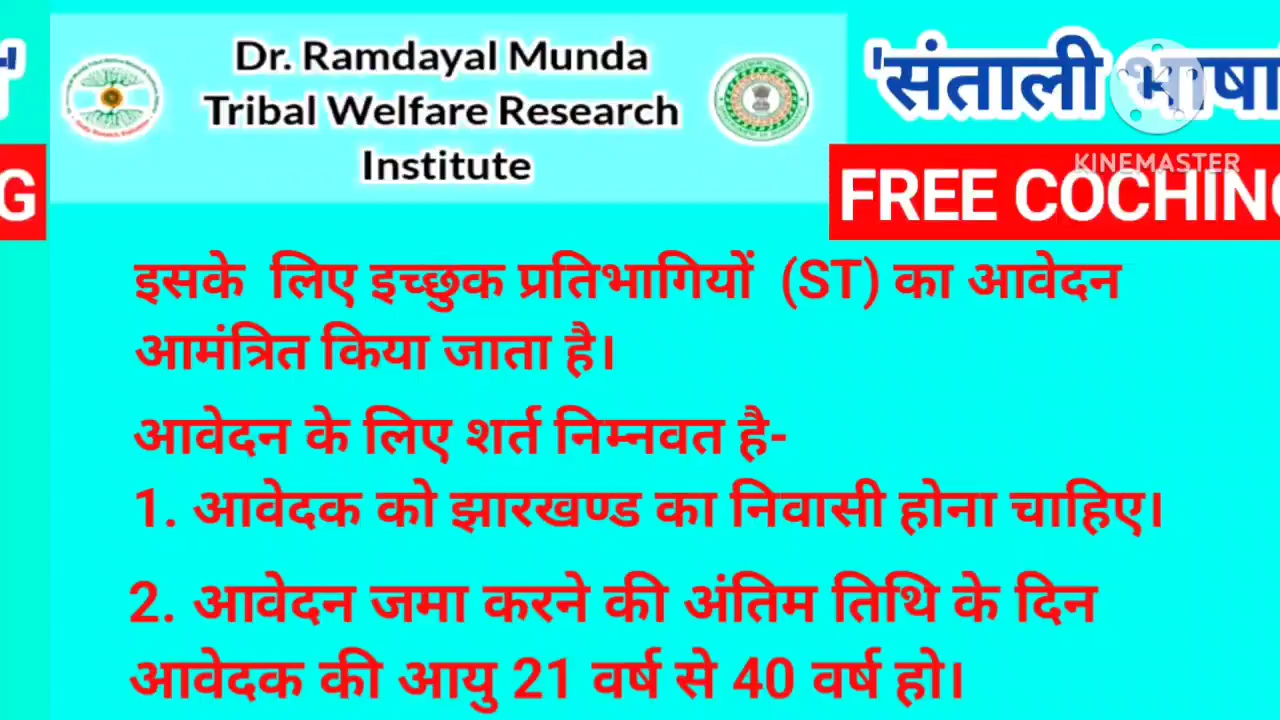 Dr. Ramdayal Munda
Tribal Welfare Research
Institute
'संताली भाषा
KINEMASTER
G
FREE COCHING
इसके लिए इच्छुक प्रतिभागियों (ST) का आवेदन
आमंत्रित किया जाता है।
आवेदन के लिए शर्त निम्नवत है-
1. आवेदक को झारखण्ड का निवासी होना चाहिए।
2. आवेदन जमा करने की अंतिम तिथि के दिन
आवेदक की आयु 21 वर्ष से 40 वर्ष हो।